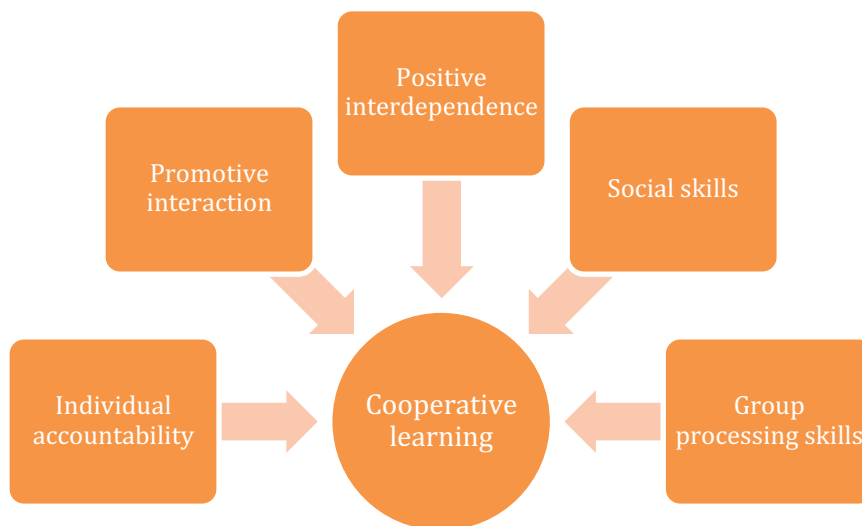 Positive
interdependence
Promotive
interaction
Social skills
Individual
accountability
Cooperative
learning
Group
processing skills